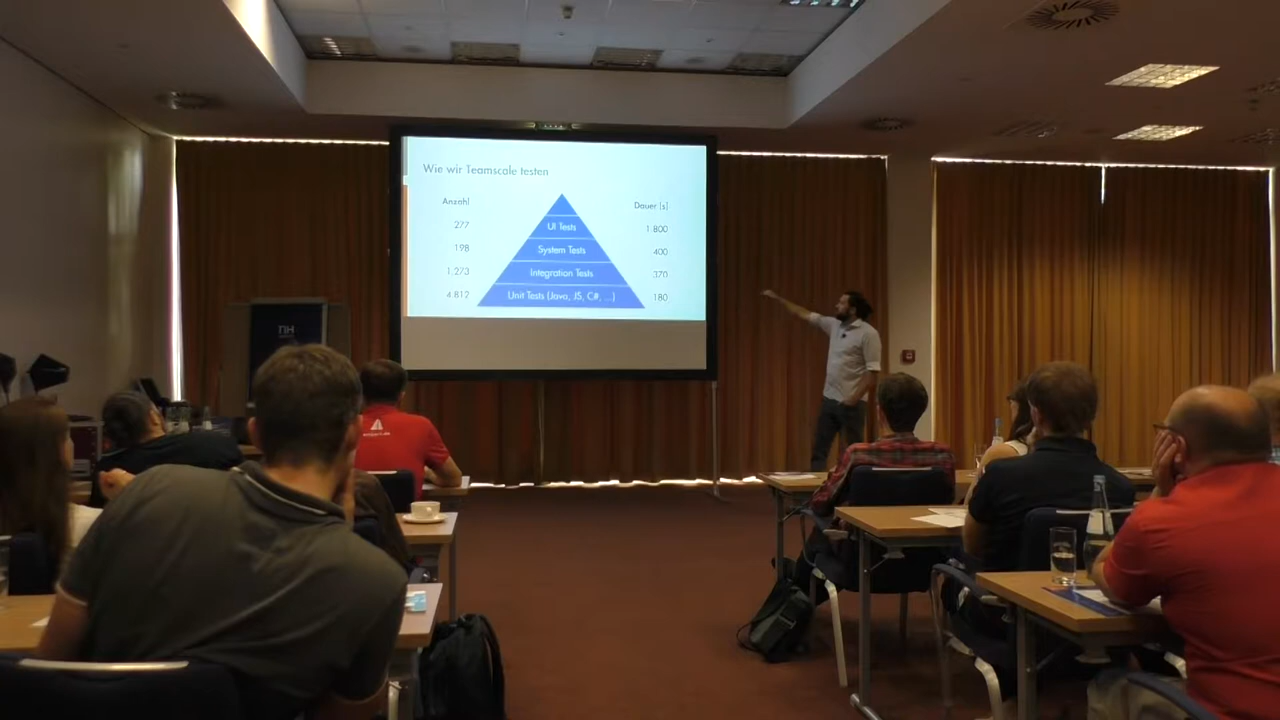 Wie wir Teamscale testen
Anzahl Dauer [s]
277 UI Tests 1 800
198 System Tests 400
1.273 Integration Tests 370
4 812 Unit Tests (Java, JS, C#, ...) 180
nH